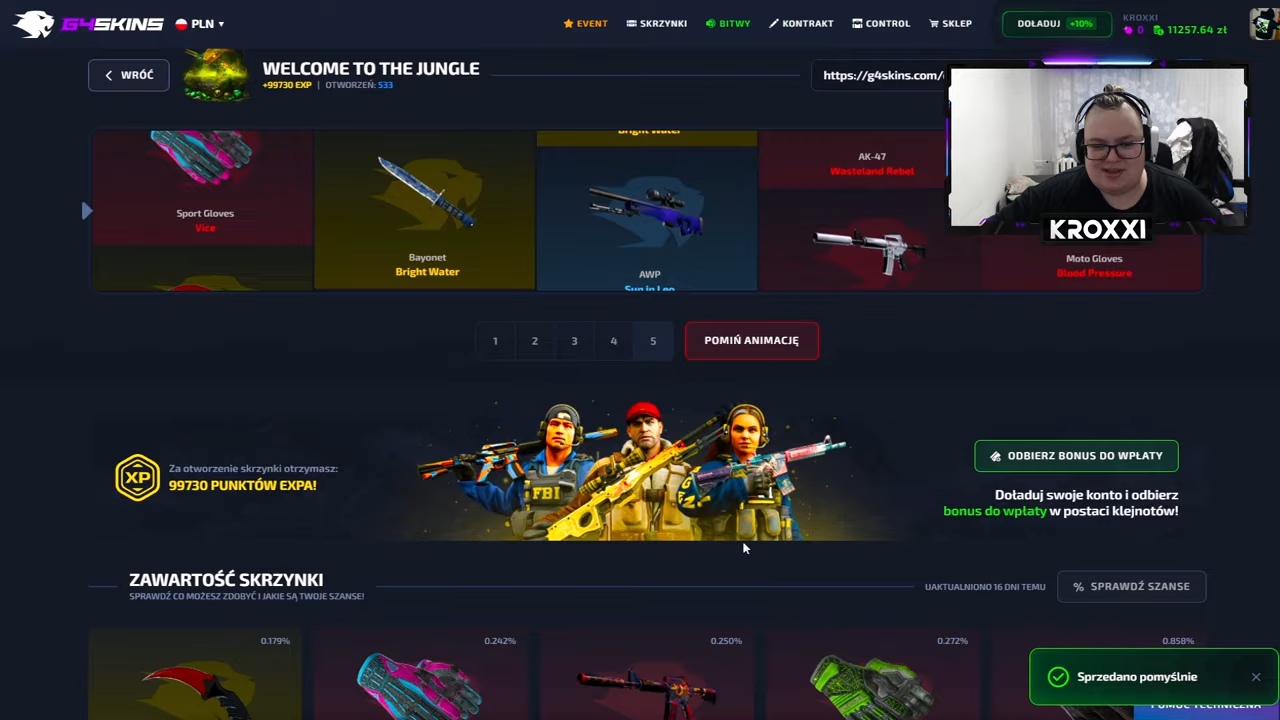 G4SKINS
PLN
EVENT
SKRZYNKI
BITWY
KONTRAKT
CONTROL
SKLEP
DOŁADUJ +10%
KROXXI
0 11257.64 zł
WRÓĆ
WELCOME TO THE JUNGLE
+99730 EXP | OTWORZEŃ: 533
https://g4skins.com/
Sport Gloves
Vice
Bayonet
Bright Water
Bright Water
AWP
Sun in Leo
AK-47
Wasteland Rebel
Moto Gloves
Blood Pressure
KROXXI
1 2 3 4 5
POMIŃ ANIMACJĘ
XP
Za otworzenie skrzynki otrzymasz:
99730 PUNKTÓW EXPA!
FBI
ODBIERZ BONUS DO WPŁATY
Doładuj swoje konto i odbierz
bonus do wpłaty w postaci klejnotów!
ZAWARTOŚĆ SKRZYNKI
SPRAWDŹ CO MOŻESZ ZDOBYĆ I JAKIE SĄ TWOJE SZANSE!
UAKTUALNIONO 16 DNI TEMU
% SPRAWDŹ SZANSE
0.179%
0.242%
0.250%
0.272%
0.858%
Sprzedano pomyślnie
POMOC TECHNICZNA